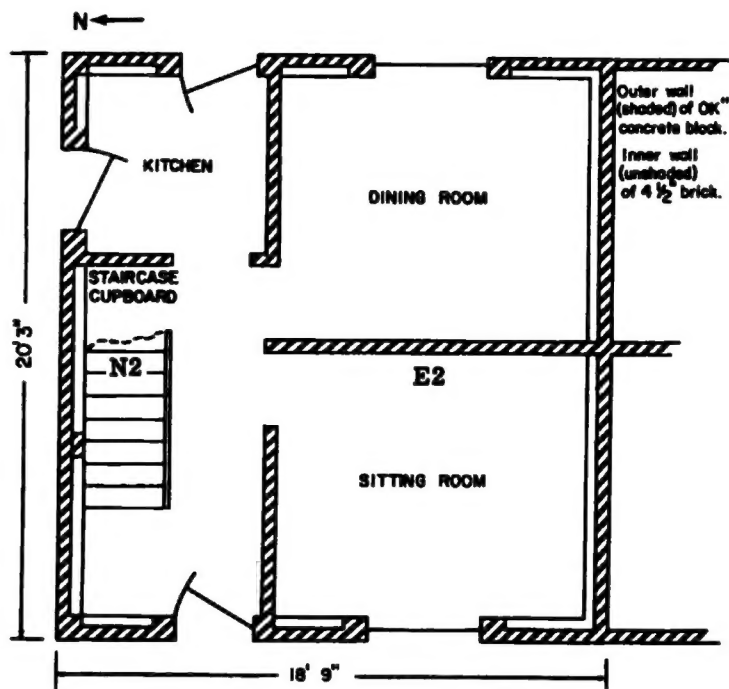 N
Outer wall
(shaded) of OK"
concrete block.
Inner wall
(unshaded)
of 4 ½" brick.
KITCHEN
DINING ROOM
STAIRCASE
CUPBOARD
20' 3"
N2
E2
SITTING ROOM
18' 9"